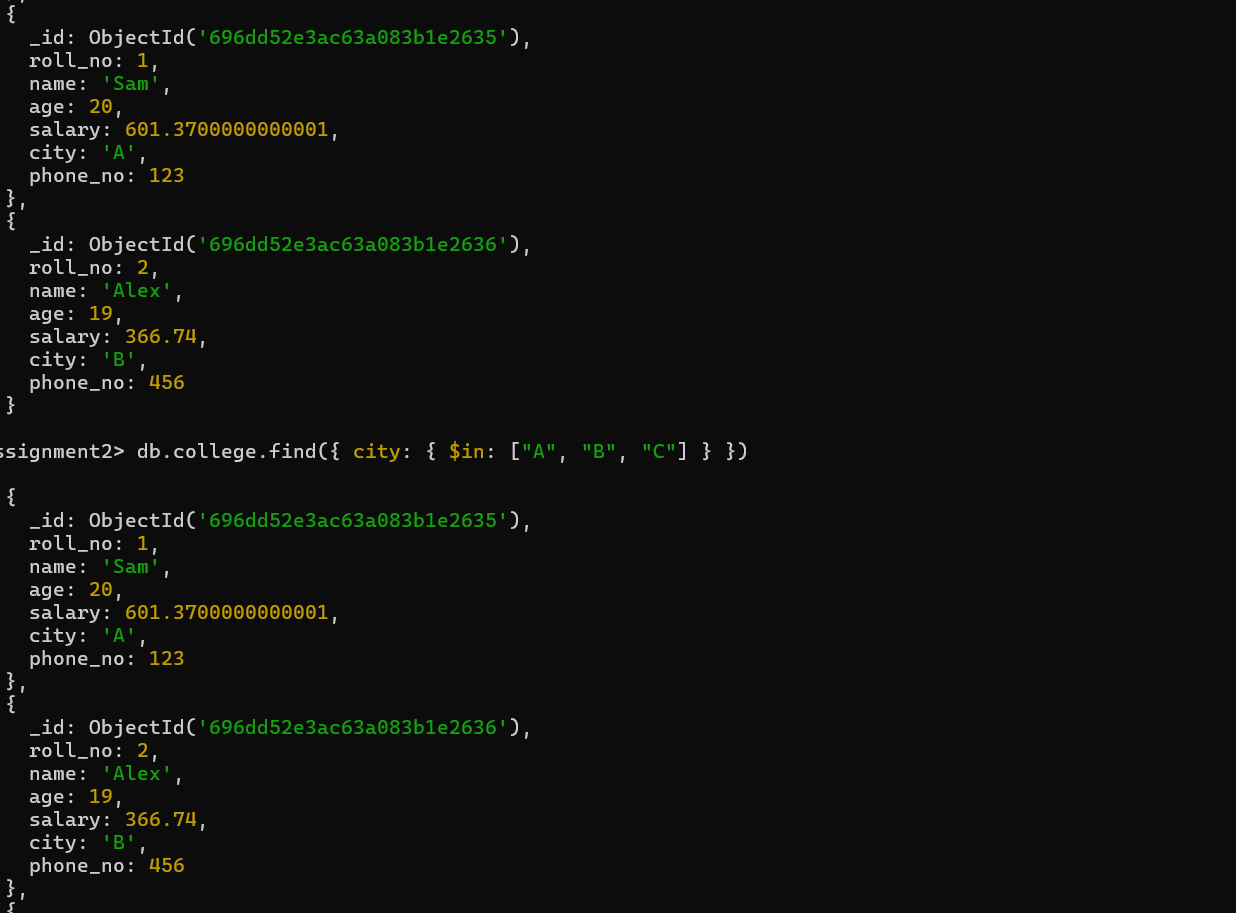 {
_id: ObjectId('696dd52e3ac63a083b1e2635'),
roll_no: 1,
name: 'Sam',
age: 20,
salary: 601.3700000000001,
city: 'A',
phone_no: 123
},
{
_id: ObjectId('696dd52e3ac63a083b1e2636'),
roll_no: 2,
name: 'Alex',
age: 19,
salary: 366.74,
city: 'B',
phone_no: 456
}
ssignment2> db.college.find({ city: { $in: ["A", "B", "C"] } })
{
_id: ObjectId('696dd52e3ac63a083b1e2635'),
roll_no: 1,
name: 'Sam',
age: 20,
salary: 601.3700000000001,
city: 'A',
phone_no: 123
},
{
_id: ObjectId('696dd52e3ac63a083b1e2636'),
roll_no: 2,
name: 'Alex',
age: 19,
salary: 366.74,
city: 'B',
phone_no: 456
},
{